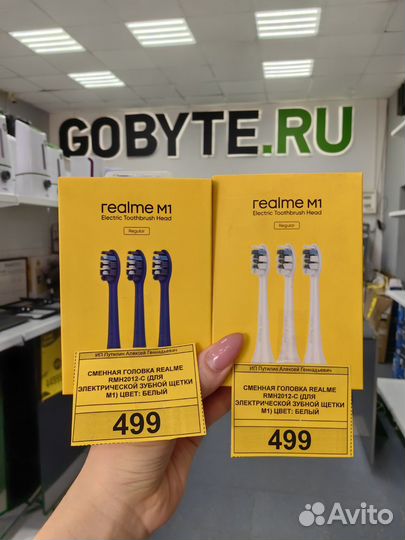 GOBYTE.RU
realme M1
Electric Toothbrush Head
Regular
ИП Путилин Алексей Геннадьевич
СМЕННАЯ ГОЛОВКА REALME
RMH2012-C (ДЛЯ
ЭЛЕКТРИЧЕСКОЙ ЗУБНОЙ ЩЕТКИ
M1) ЦВЕТ: БЕЛЫЙ
499
realme M1
Electric Toothbrush Head
Regular
ИП Путилин Алексей Геннадьевич
СМЕННАЯ ГОЛОВКА REALME
RMH2012-C (ДЛЯ
ЭЛЕКТРИЧЕСКОЙ ЗУБНОЙ ЩЕТКИ
M1) ЦВЕТ: БЕЛЫЙ
499
Avito